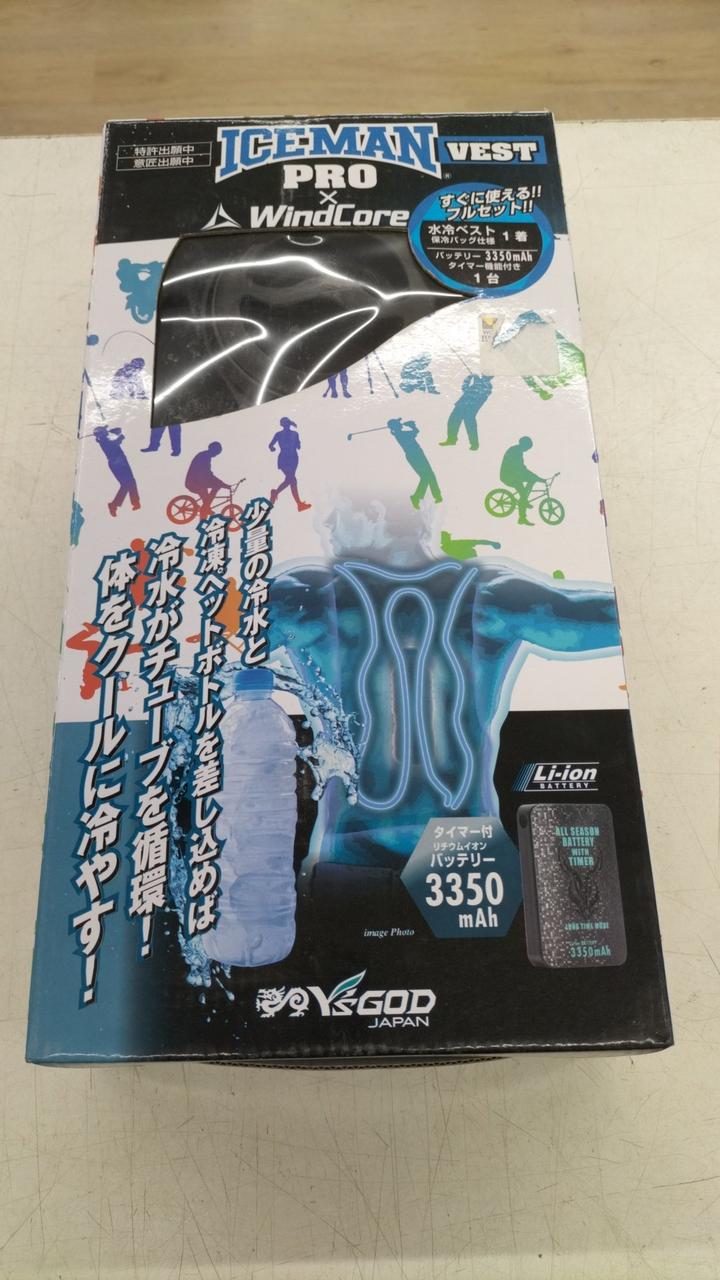 特許出願中
意匠出願中
ICEMAN VEST
PRO
×
WindCore
すぐに使える!!
フルセット!!
水冷ベスト
保冷バッグ仕様
1着
バッテリー 3350mAh
タイマー機能付き
1台
少量の冷水と
冷凍ペットボトルを差し込めば
冷水がチューブを循環!
体をクールに冷やす!
Li-ion
BATTERY
タイマー付
リチウムイオン
バッテリー
3350
mAh
ALL SEASON
BATTERY
WITH
TIMER
LONG TIME MODE
Li-ion BATTERY
3350mAh
image Photo
Y'sGOD
JAPAN